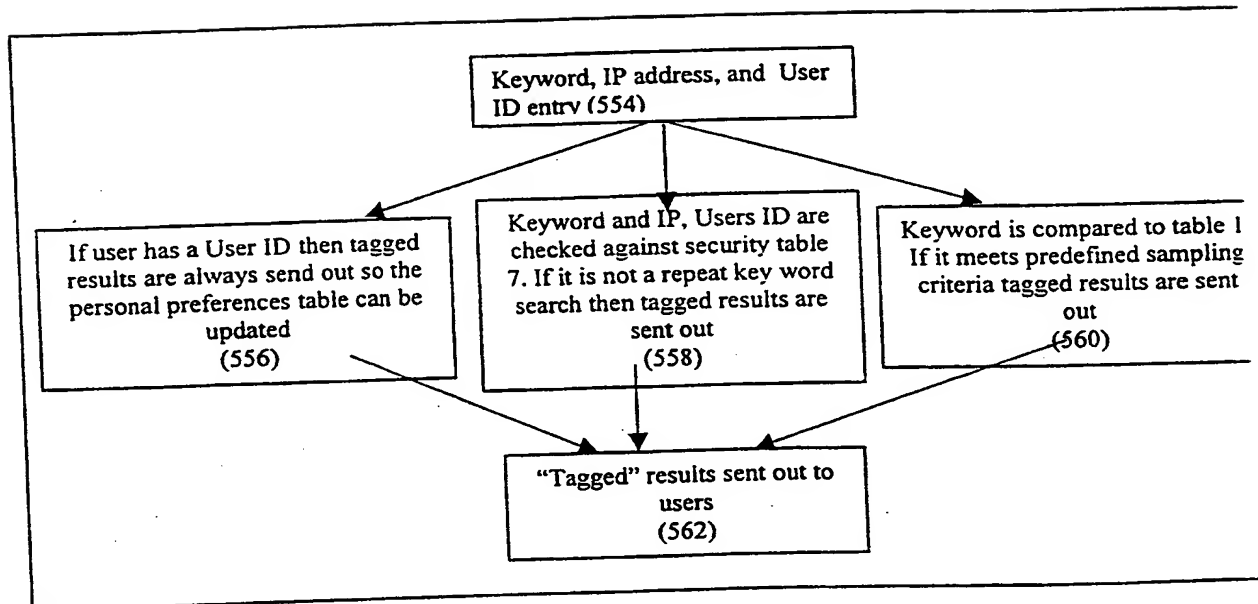 Keyword, IP address, and User
ID entry (554)
If user has a User ID then tagged
results are always send out so the
personal preferences table can be
updated
(556)
Keyword and IP, Users ID are
checked against security table
7. If it is not a repeat key word
search then tagged results are
sent out
(558)
Keyword is compared to table 1
If it meets predefined sampling
criteria tagged results are sent
out
(560)
“Tagged” results sent out to
users
(562)